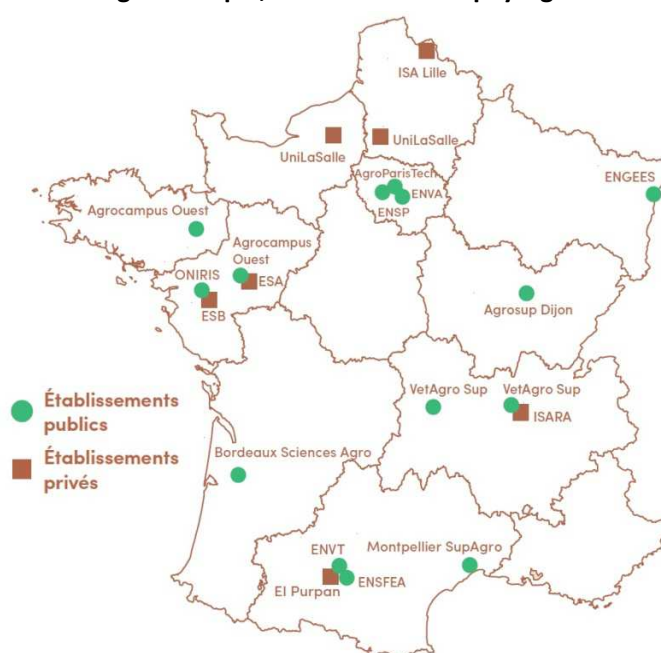 ISA Lille
UniLaSalle
UniLaSalle
AgroParisTech
ENGEES
ENVA
ENSP
Agrocampus Ouest
Agrocampus
Ouest
ONIRIS
ESA
ESB
Agrosup Dijon
VetAgro Sup
VetAgro Sup
ISARA
Établissements
publics
Établissements
privés
Bordeaux Sciences Agro
ENVT
Montpellier SupAgro
ENSFEA
EI Purpan